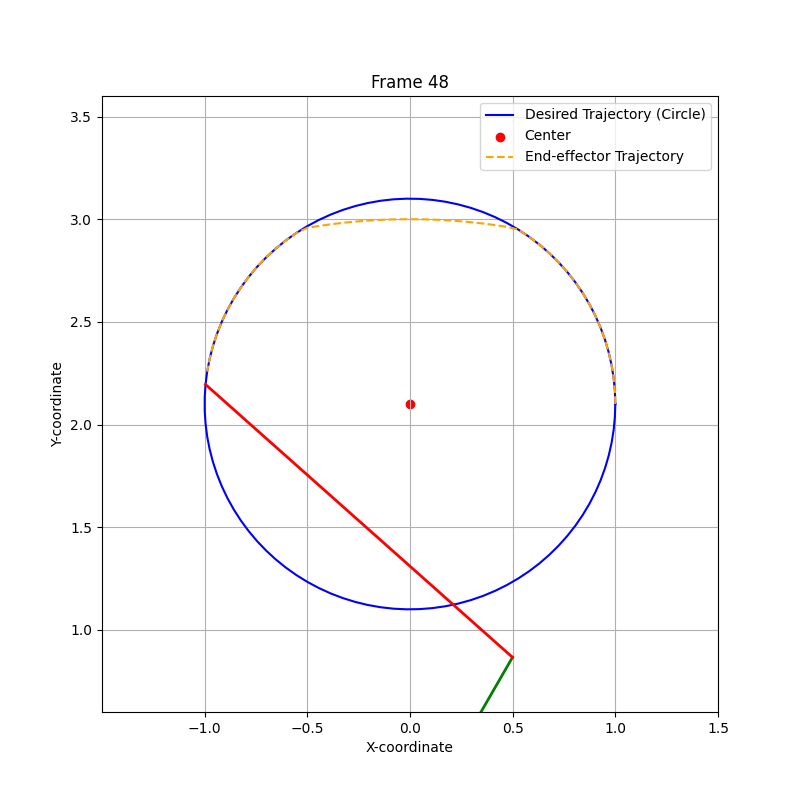 Frame 48
Desired Trajectory (Circle)
Center
End-effector Trajectory
3.5
3.0
2.5
2.0
1.5
1.0
Y-coordinate
−1.0
−0.5
0.0
0.5
1.0
1.5
X-coordinate